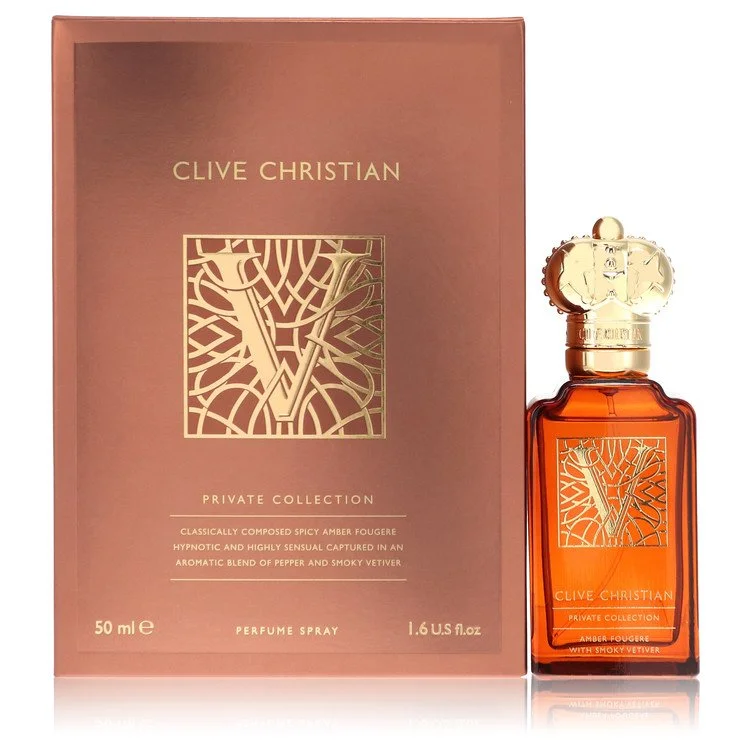 CLIVE CHRISTIAN
V
PRIVATE COLLECTION
CLASSICALLY COMPOSED SPICY AMBER FOUGERE
HYPNOTIC AND HIGHLY SENSUAL CAPTURED IN AN
AROMATIC BLEND OF PEPPER AND SMOKY VETIVER
50 ml ℮
PERFUME SPRAY
1.6 U.S fl.oz
V
CLIVE CHRISTIAN
PRIVATE COLLECTION
AMBER FOUGERE
WITH SMOKY VETIVER